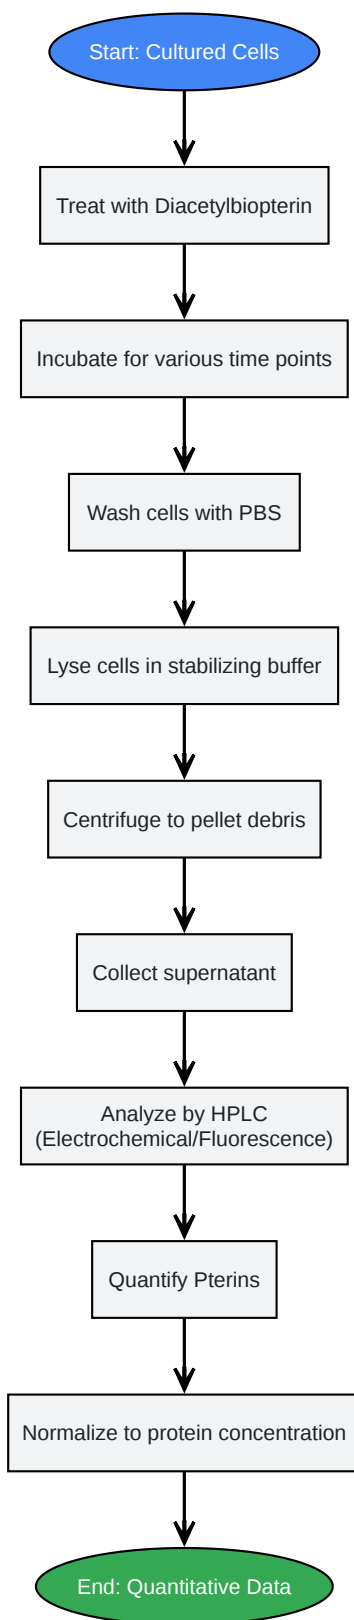 Start: Cultured Cells
Treat with Diacetylbiopterin
Incubate for various time points
Wash cells with PBS
Lyse cells in stabilizing buffer
Centrifuge to pellet debris
Collect supernatant
Analyze by HPLC
(Electrochemical/Fluorescence)
Quantify Pterins
Normalize to protein concentration
End: Quantitative Data